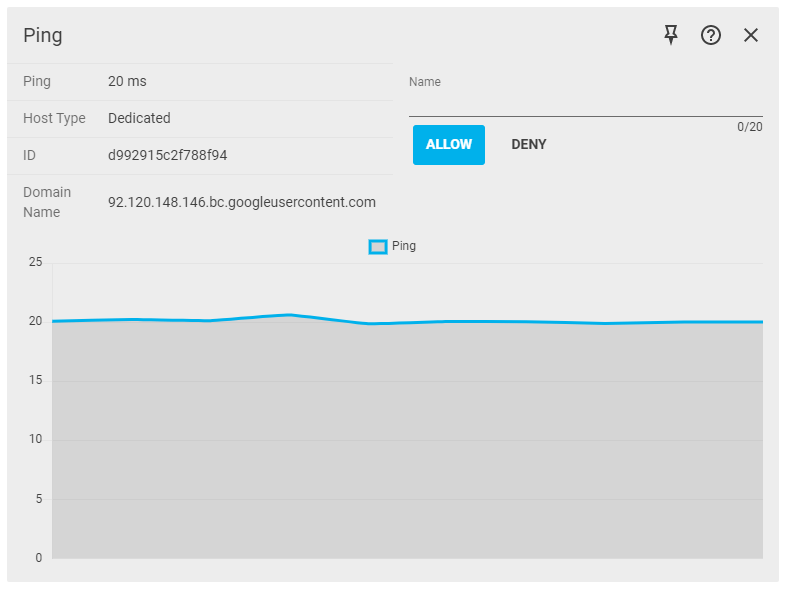 Ping
Ping 20 ms
Host Type Dedicated
ID d992915c2f788f94
Domain Name 92.120.148.146.bc.googleusercontent.com
Name
0/20
ALLOW DENY
Ping
25
20
15
10
5
0